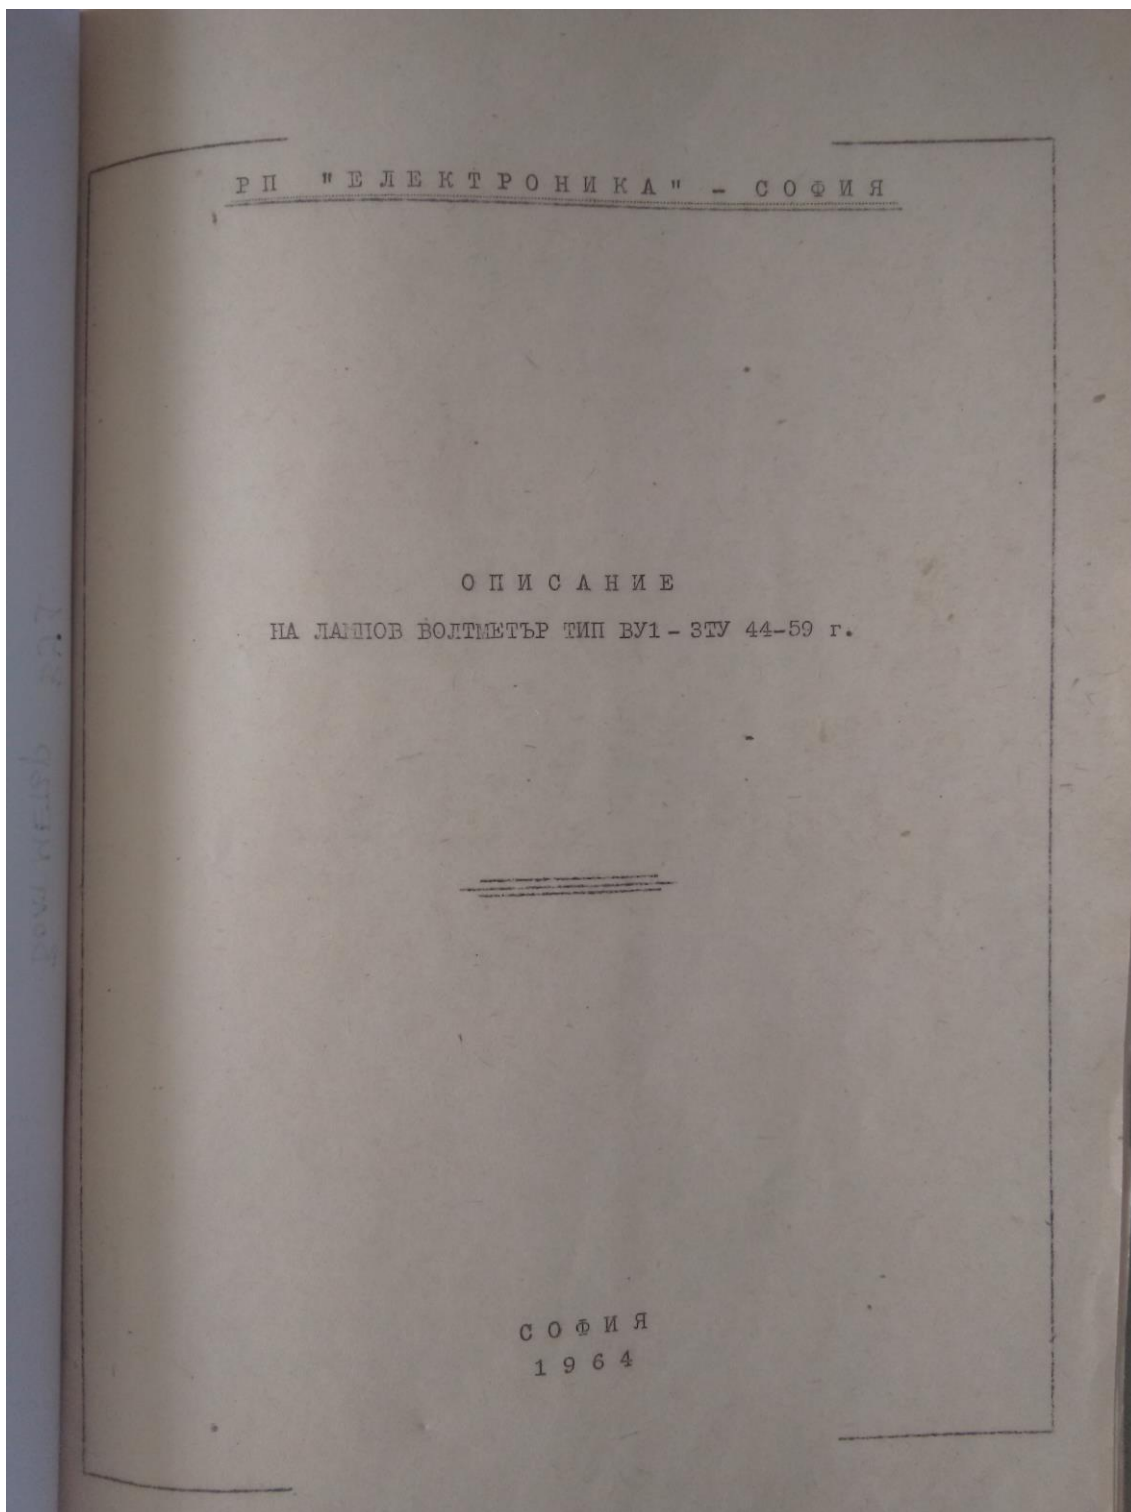 РП "ЕЛЕКТРОНИКА" - СОФИЯ
ОПИСАНИЕ
НА ЛАМПОВ ВОЛТМЕТЪР ТИП ВУ1 - ЗТУ 44-59 г.
СОФИЯ
1964